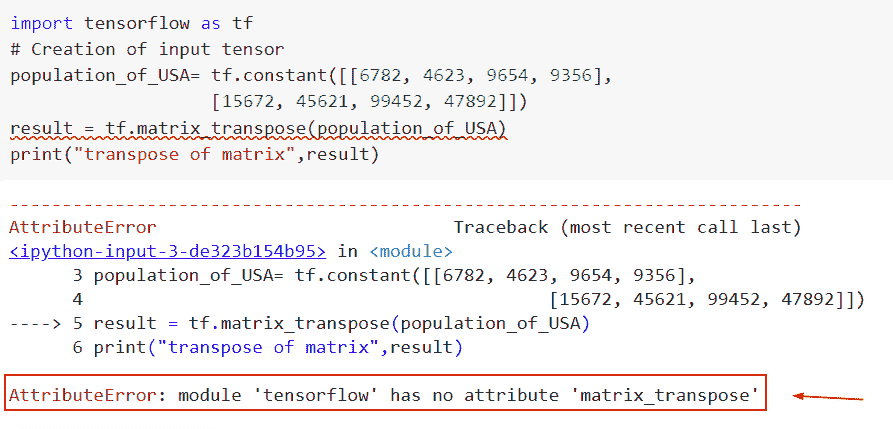 import tensorflow as tf
# Creation of input tensor
population_of_USA= tf.constant([[6782, 4623, 9654, 9356],
[15672, 45621, 99452, 47892]])
result = tf.matrix_transpose(population_of_USA)
print("transpose of matrix",result)
---------------------------------------------------------------------------
AttributeError Traceback (most recent call last)
<ipython-input-3-de323b154b95> in <module>
3 population_of_USA= tf.constant([[6782, 4623, 9654, 9356],
4 [15672, 45621, 99452, 47892]])
----> 5 result = tf.matrix_transpose(population_of_USA)
6 print("transpose of matrix",result)
AttributeError: module 'tensorflow' has no attribute 'matrix_transpose'